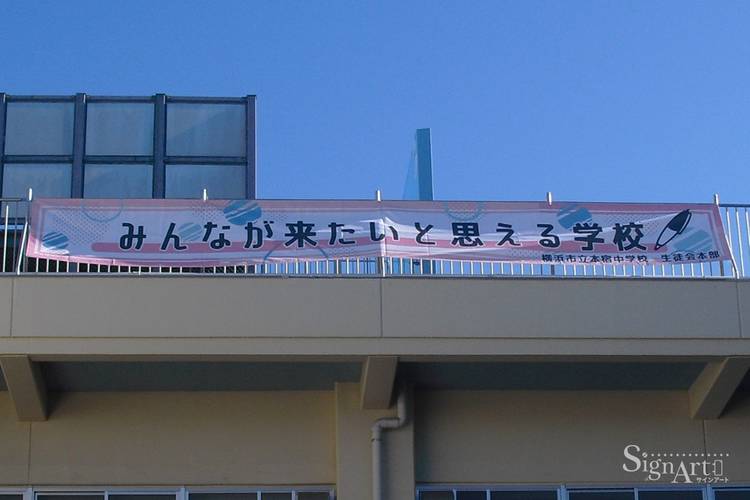 みんなが来たいと思える学校
横浜市立本宿中学校 生徒会本部
SignArt
サインアート